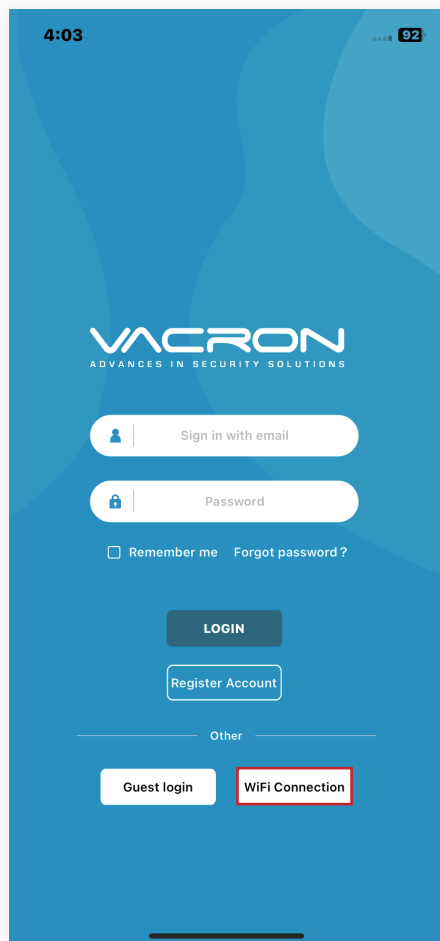 4:03
92
VACRON
ADVANCES IN SECURITY SOLUTIONS
Sign in with email
Password
Remember me Forgot password ?
LOGIN
Register Account
Other
Guest login WiFi Connection